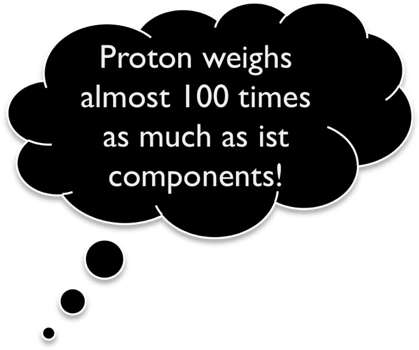 Proton weighs
almost 100 times
as much as ist
components!